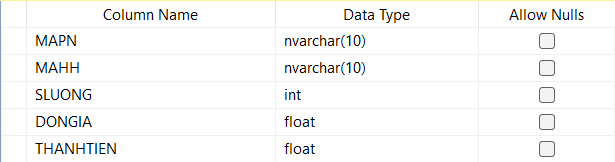 Column Name Data Type Allow Nulls
MAPN nvarchar(10)
MAHH nvarchar(10)
SLUONG int
DONGIA float
THANHTIEN float